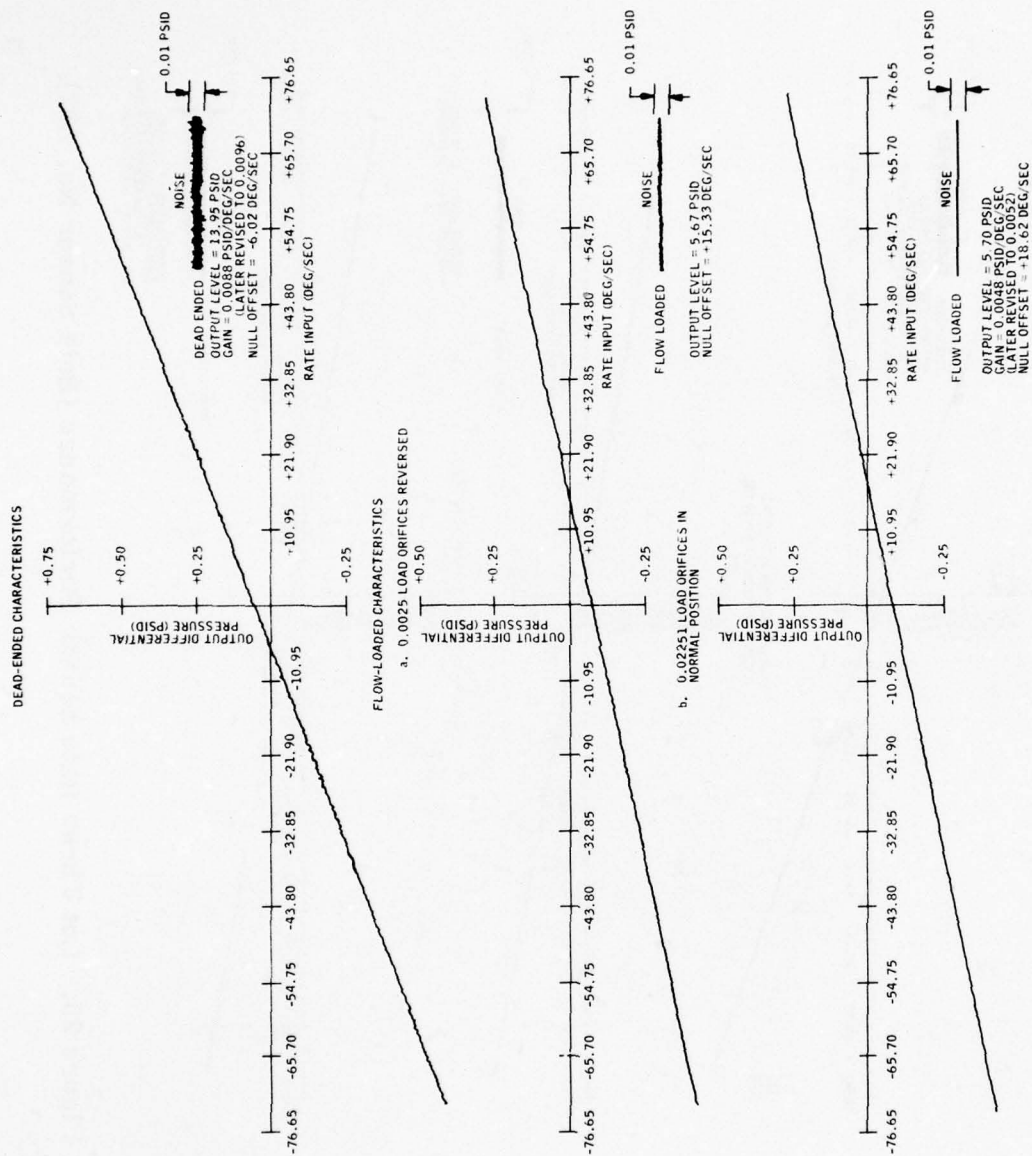 DEAD-ENDED CHARACTERISTICS
+0.75
+0.50
+0.25
-0.25
OUTPUT DIFFERENTIAL
PRESSURE (PSID)
-76.65
-65.70
-54.75
-43.80
-32.85
-21.90
-10.95
+10.95
+21.90
+32.85
+43.80
+54.75
+65.70
+76.65
RATE INPUT (DEG/SEC)
NOISE
0.01 PSID
DEAD ENDED
OUTPUT LEVEL = 13.95 PSID
GAIN = 0.0088 PSID/DEG/SEC
(LATER REVISED TO 0.0096)
NULL OFFSET = -6.02 DEG/SEC
FLOW-LOADED CHARACTERISTICS
a. 0.0025 LOAD ORIFICES REVERSED
+0.50
+0.25
-0.25
OUTPUT DIFFERENTIAL
PRESSURE (PSID)
-76.65
-65.70
-54.75
-43.80
-32.85
-21.90
-10.95
+10.95
+21.90
+32.85
+43.80
+54.75
+65.70
+76.65
RATE INPUT (DEG/SEC)
NOISE
0.01 PSID
FLOW LOADED
OUTPUT LEVEL = 5.67 PSID
NULL OFFSET = +15.33 DEG/SEC
b. 0.02251 LOAD ORIFICES IN
NORMAL POSITION
+0.50
+0.25
-0.25
OUTPUT DIFFERENTIAL
PRESSURE (PSID)
-76.65
-65.70
-54.75
-43.80
-32.85
-21.90
-10.95
+10.95
+21.90
+32.85
+43.80
+54.75
+65.70
+76.65
RATE INPUT (DEG/SEC)
NOISE
0.01 PSID
FLOW LOADED
OUTPUT LEVEL = 5.70 PSID
GAIN = 0.0048 PSID/DEG/SEC
(LATER REVISED TO 0.0052)
NULL OFFSET = +18.62 DEG/SEC